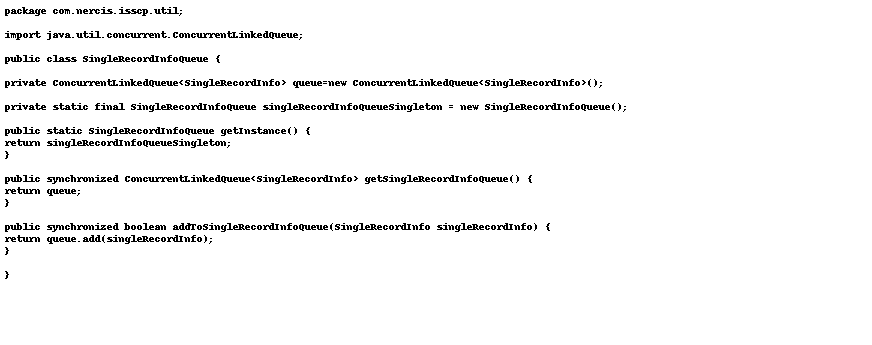 package com.nercis.isscp.util;
import java.util.concurrent.ConcurrentLinkedQueue;
public class SingleRecordInfoQueue {
private ConcurrentLinkedQueue<SingleRecordInfo> queue=new ConcurrentLinkedQueue<SingleRecordInfo>();
private static final SingleRecordInfoQueue singleRecordInfoQueueSingleton = new SingleRecordInfoQueue();
public static SingleRecordInfoQueue getInstance() {
return singleRecordInfoQueueSingleton;
}
public synchronized ConcurrentLinkedQueue<SingleRecordInfo> getSingleRecordInfoQueue() {
return queue;
}
public synchronized boolean addToSingleRecordInfoQueue(SingleRecordInfo singleRecordInfo) {
return queue.add(singleRecordInfo);
}
}